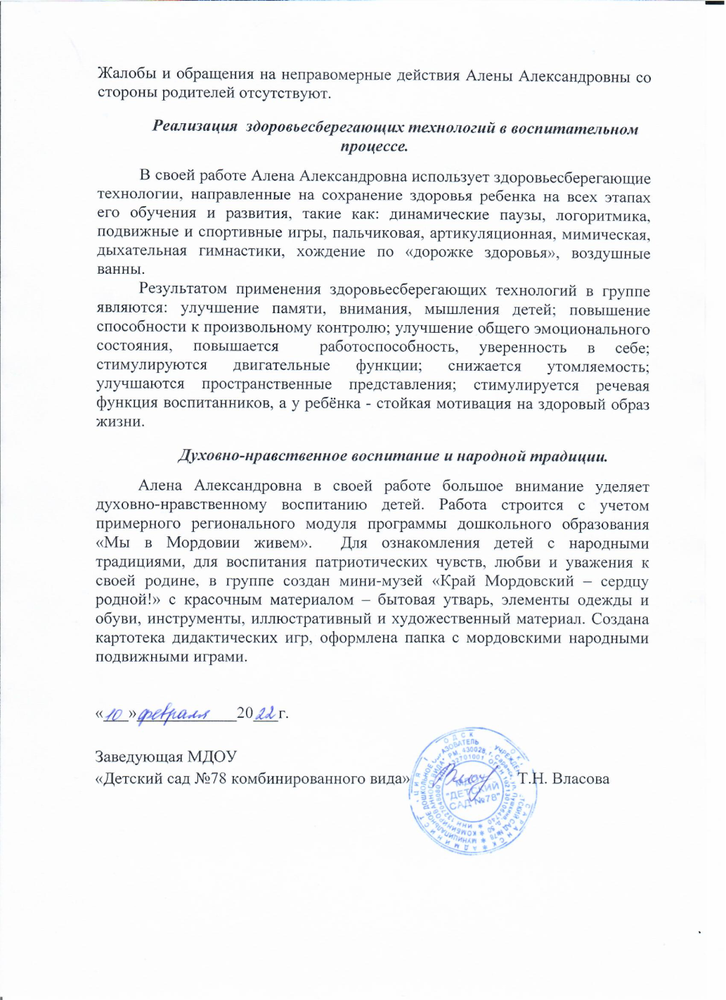 Жалобы и обращения на неправомерные действия Алены Александровны со
стороны родителей отсутствуют.
Реализация здоровьесберегающих технологий в воспитательном
процессе.
В своей работе Алена Александровна использует здоровьесберегающие
технологии, направленные на сохранение здоровья ребенка на всех этапах
его обучения и развития, такие как: динамические паузы, логоритмика,
подвижные и спортивные игры, пальчиковая, артикуляционная, мимическая,
дыхательная гимнастики, хождение по «дорожке здоровья», воздушные
ванны.
Результатом применения здоровьесберегающих технологий в группе
являются: улучшение памяти, внимания, мышления детей; повышение
способности к произвольному контролю; улучшение общего эмоционального
состояния, повышается работоспособность, уверенность в себе;
стимулируются двигательные функции; снижается утомляемость;
улучшаются пространственные представления; стимулируется речевая
функция воспитанников, а у ребёнка - стойкая мотивация на здоровый образ
жизни.
Духовно-нравственное воспитание и народной традиции.
Алена Александровна в своей работе большое внимание уделяет
духовно-нравственному воспитанию детей. Работа строится с учетом
примерного регионального модуля программы дошкольного образования
«Мы в Мордовии живем». Для ознакомления детей с народными
традициями, для воспитания патриотических чувств, любви и уважения к
своей родине, в группе создан мини-музей «Край Мордовский – сердцу
родной!» с красочным материалом – бытовая утварь, элементы одежды и
обуви, инструменты, иллюстративный и художественный материал. Создана
картотека дидактических игр, оформлена папка с мордовскими народными
подвижными играми.
«10» февраля 2022 г.
Заведующая МДОУ
«Детский сад №78 комбинированного вида» Т.Н. Власова
МДОУ
"ДЕТСКИЙ
САД №78"